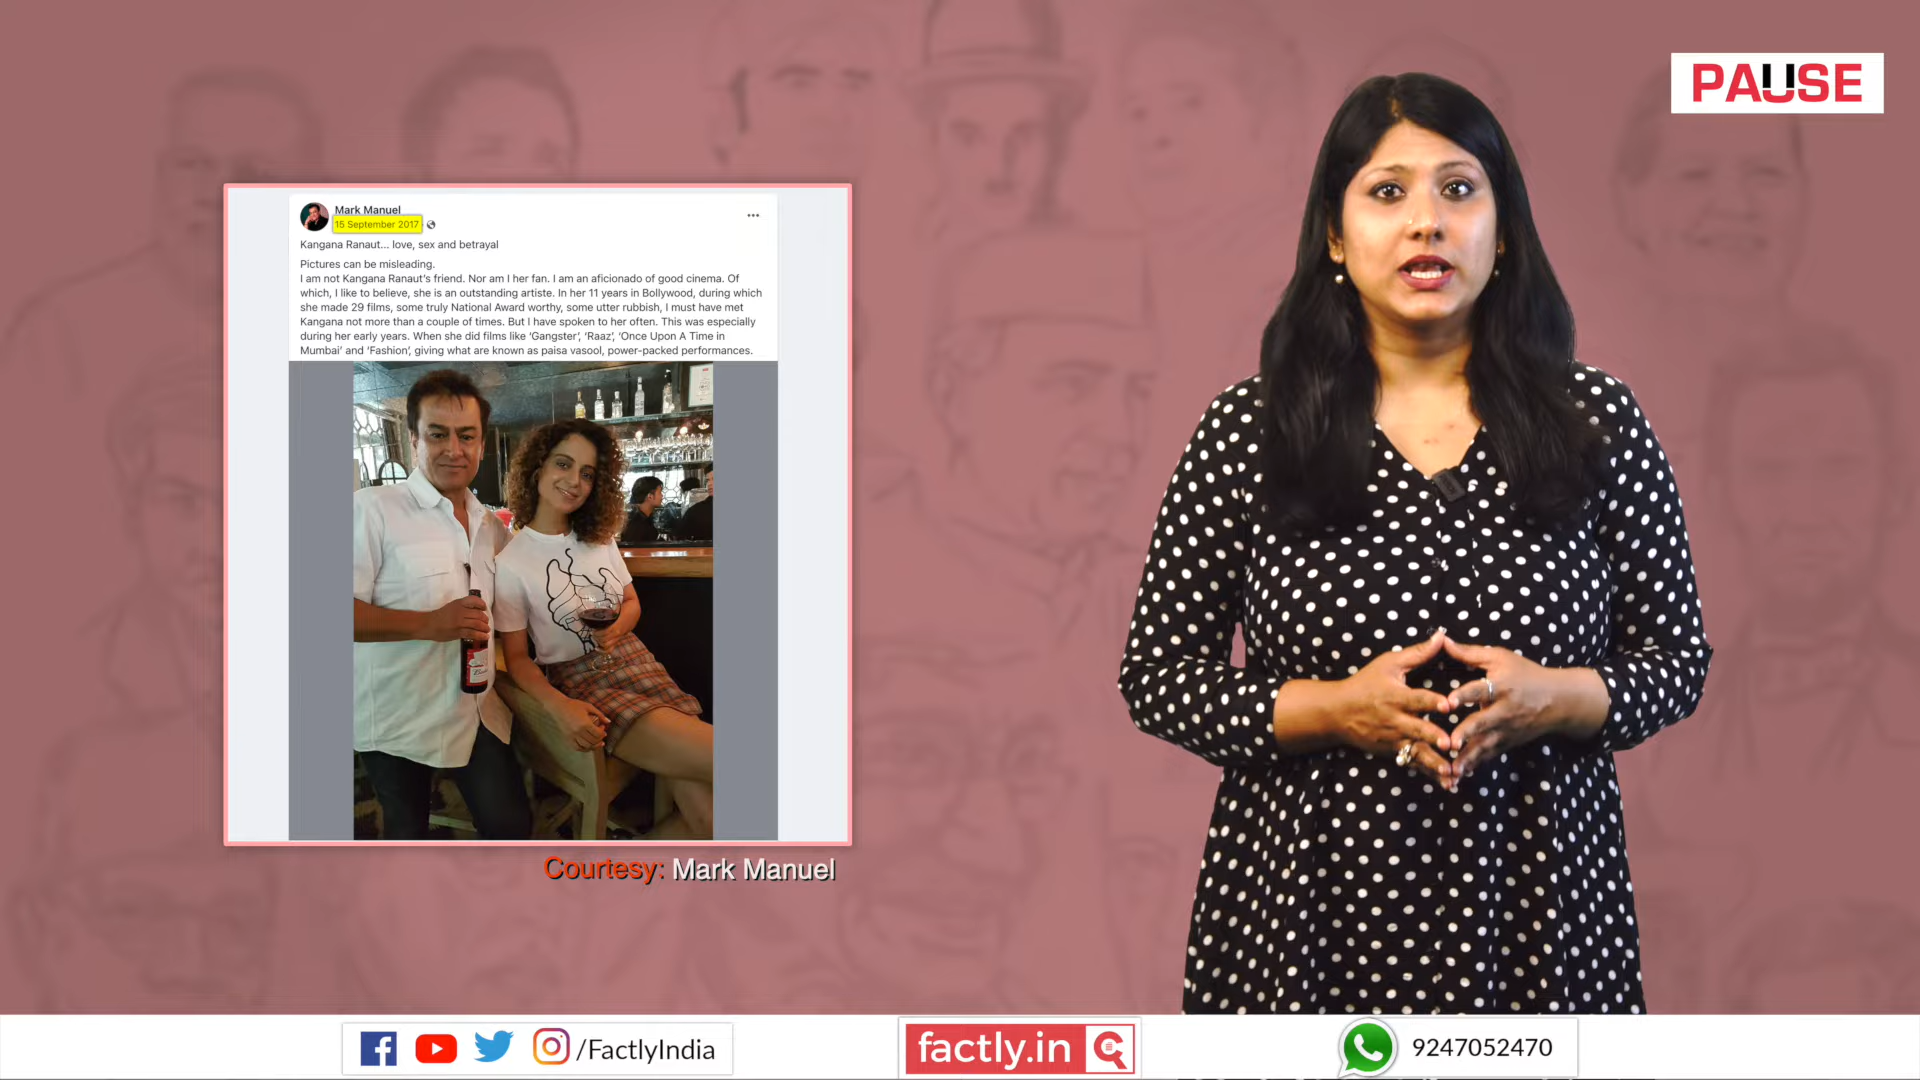 PAUSE
Mark Manuel
15 September 2017
Kangana Ranaut... love, sex and betrayal
Pictures can be misleading.
I am not Kangana Ranaut's friend. Nor am I her fan. I am an aficionado of good cinema. Of
which, I like to believe, she is an outstanding artiste. In her 11 years in Bollywood, during which
she made 29 films, some truly National Award worthy, some utter rubbish, I must have met
Kangana not more than a couple of times. But I have spoken to her often. This was especially
during her early years. When she did films like 'Gangster', 'Raaz', 'Once Upon A Time in
Mumbai' and 'Fashion', giving what are known as paisa vasool, power-packed performances.
Courtesy: Mark Manuel
/FactlyIndia
factly.in
9247052470